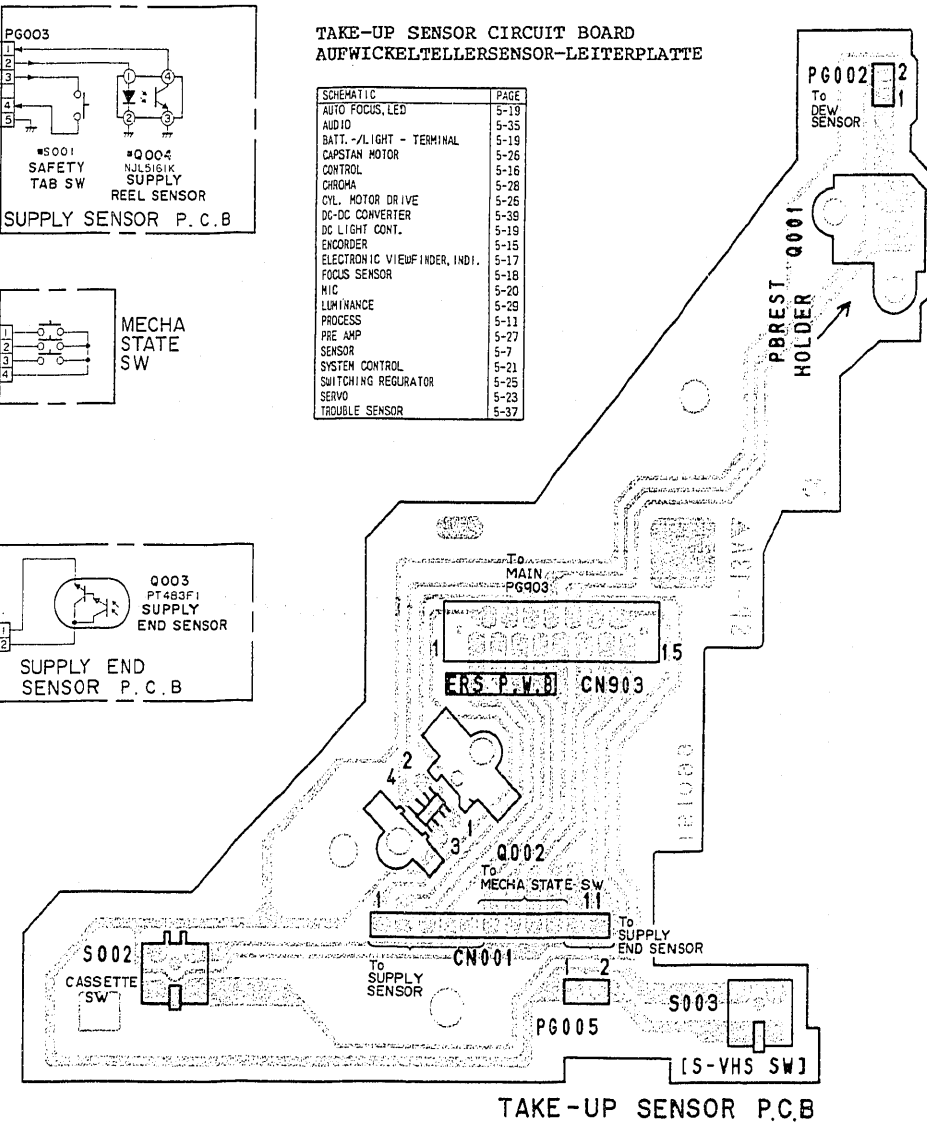 TAKE-UP SENSOR CIRCUIT BOARD
AUFWICKELTELLERSENSOR-LEITERPLATTE
PG003
1
2
3
4
5
1
4
2
3
*S001
SAFETY
TAB SW
*Q004
NJL5161K
SUPPLY
REEL SENSOR
SUPPLY SENSOR P.C.B
SCHEMATIC PAGE
AUTO FOCUS, LED 5-19
AUDIO 5-35
BATT.-/LIGHT - TERMINAL 5-19
CAPSTAN MOTOR 5-26
CONTROL 5-16
CHROMA 5-28
CYL. MOTOR DRIVE 5-26
DC-DC CONVERTER 5-39
DC LIGHT CONT. 5-19
ENCORDER 5-15
ELECTRONIC VIEWFINDER, INDI. 5-17
FOCUS SENSOR 5-18
MIC 5-20
LUMINANCE 5-29
PROCESS 5-11
PRE AMP 5-27
SENSOR 5-7
SYSTEM CONTROL 5-21
SWITCHING REGURATOR 5-25
SERVO 5-23
TROUBLE SENSOR 5-37
PG002
2
1
To
DEW
SENSOR
Q001
PBREST
HOLDER
1
2
3
4
MECHA
STATE
SW
Q003
PT483F1
SUPPLY
END SENSOR
1
2
SUPPLY END
SENSOR P.C.B
To
MAIN
PG903
1
15
ERS P.W.B
CN903
2
4
1
3
Q002
To
MECHA STATE SW
1
11
To
SUPPLY
END SENSOR
CN001
To
SUPPLY
SENSOR
S002
CASSETTE
SW
1 2
PG005
S003
[S-VHS SW]
TAKE-UP SENSOR P.C.B